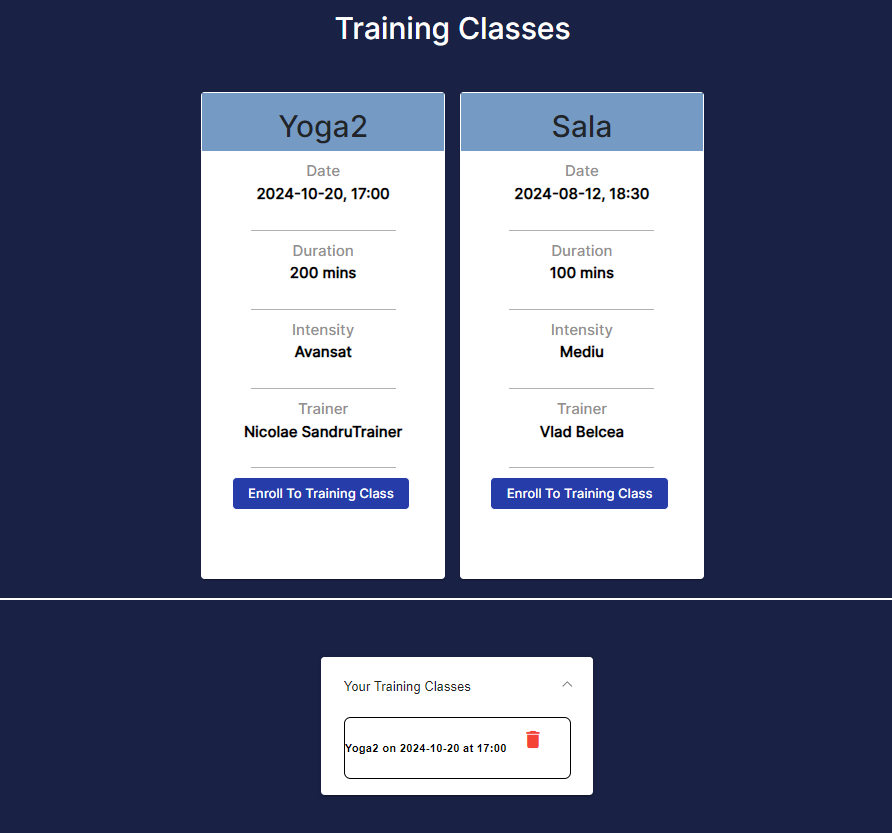 Training Classes
Yoga2
Date
2024-10-20, 17:00
Duration
200 mins
Intensity
Avansat
Trainer
Nicolae SandruTrainer
Enroll To Training Class
Sala
Date
2024-08-12, 18:30
Duration
100 mins
Intensity
Mediu
Trainer
Vlad Belcea
Enroll To Training Class
Your Training Classes
Yoga2 on 2024-10-20 at 17:00